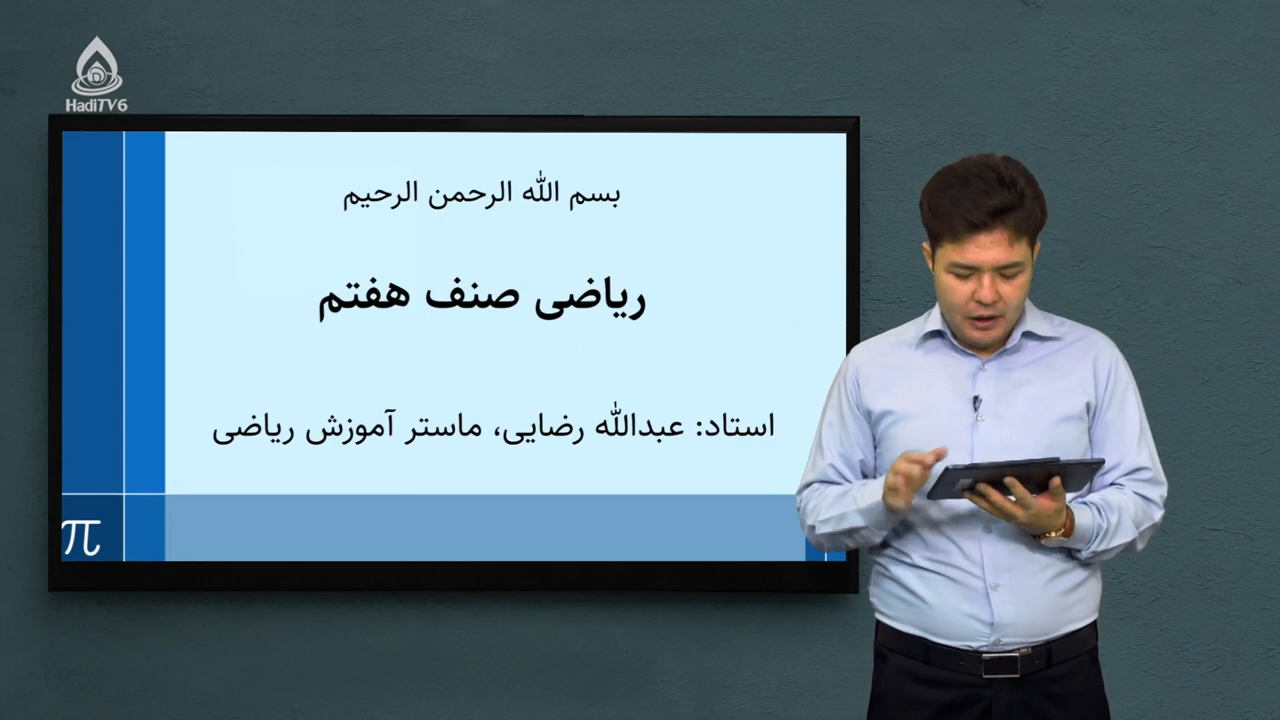 HadiTV6
بسم الله الرحمن الرحیم
ریاضی صنف هفتم
استاد: عبدالله رضایی، ماستر آموزش ریاضی
π